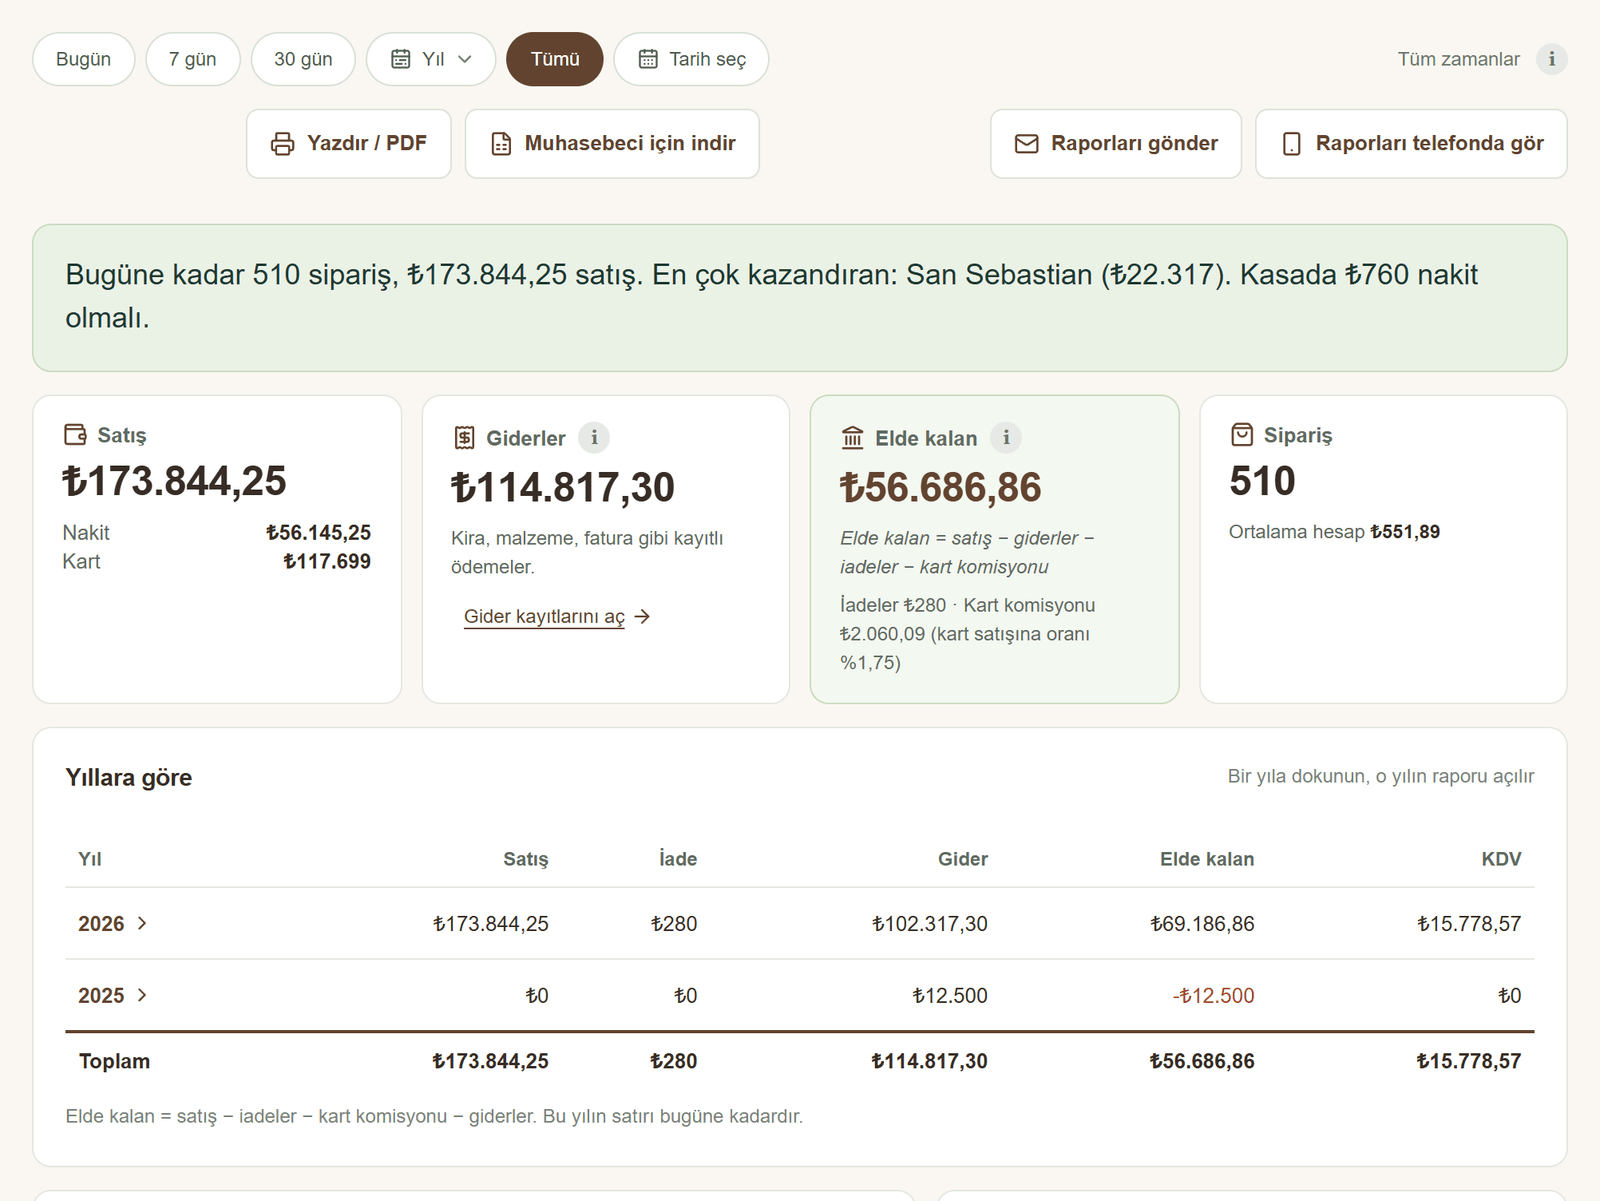 Bugün
7 gün
30 gün
Yıl
Tümü
Tarih seç
Tüm zamanlar
i
Yazdır / PDF
Muhasebeci için indir
Raporları gönder
Raporları telefonda gör
Bugüne kadar 510 sipariş, ₺173.844,25 satış. En çok kazandıran: San Sebastian (₺22.317). Kasada ₺760 nakit
olmalı.
Satış
₺173.844,25
Nakit ₺56.145,25
Kart ₺117.699
Giderler i
₺114.817,30
Kira, malzeme, fatura gibi kayıtlı
ödemeler.
Gider kayıtlarını aç →
Elde kalan i
₺56.686,86
Elde kalan = satış − giderler −
iadeler − kart komisyonu
İadeler ₺280 · Kart komisyonu
₺2.060,09 (kart satışına oranı
%1,75)
Sipariş
510
Ortalama hesap ₺551,89
Yıllara göre
Bir yıla dokunun, o yılın raporu açılır
Yıl Satış İade Gider Elde kalan KDV
2026 ₺173.844,25 ₺280 ₺102.317,30 ₺69.186,86 ₺15.778,57
2025 ₺0 ₺0 ₺12.500 -₺12.500 ₺0
Toplam ₺173.844,25 ₺280 ₺114.817,30 ₺56.686,86 ₺15.778,57
Elde kalan = satış − iadeler − kart komisyonu − giderler. Bu yılın satırı bugüne kadardır.